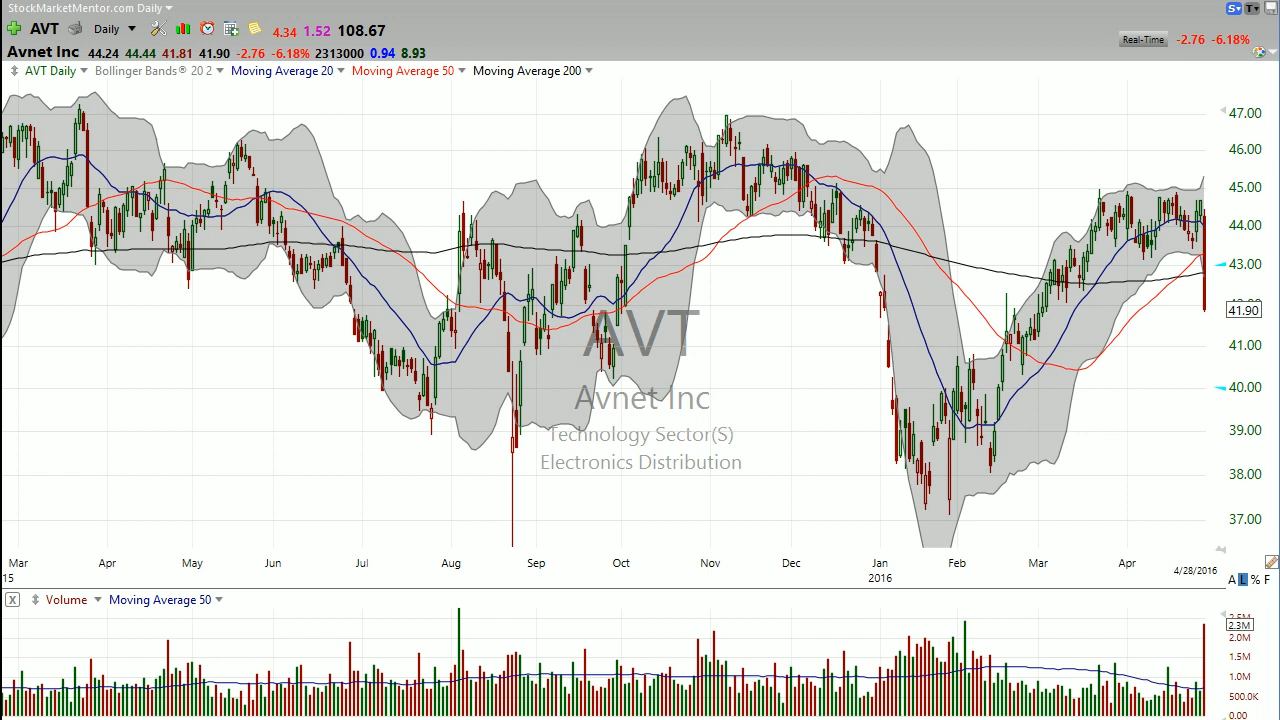 StockMarketMentor.com Daily
S T
AVT Daily 4.34 1.52 108.67
Real-Time -2.76 -6.18%
Avnet Inc 44.24 44.44 41.81 41.90 -2.76 -6.18% 2313000 0.94 8.93
AVT Daily Bollinger Bands® 20 2 Moving Average 20 Moving Average 50 Moving Average 200
47.00
46.00
45.00
44.00
43.00
41.90
41.00
40.00
39.00
38.00
37.00
AVT
Avnet Inc
Technology Sector(S)
Electronics Distribution
Mar Apr May Jun Jul Aug Sep Oct Nov Dec Jan Feb Mar Apr 4/28/2016
15 2016
A L % F
X Volume Moving Average 50
2.3M
2.0M
1.5M
1.0M
500.0K
0.00